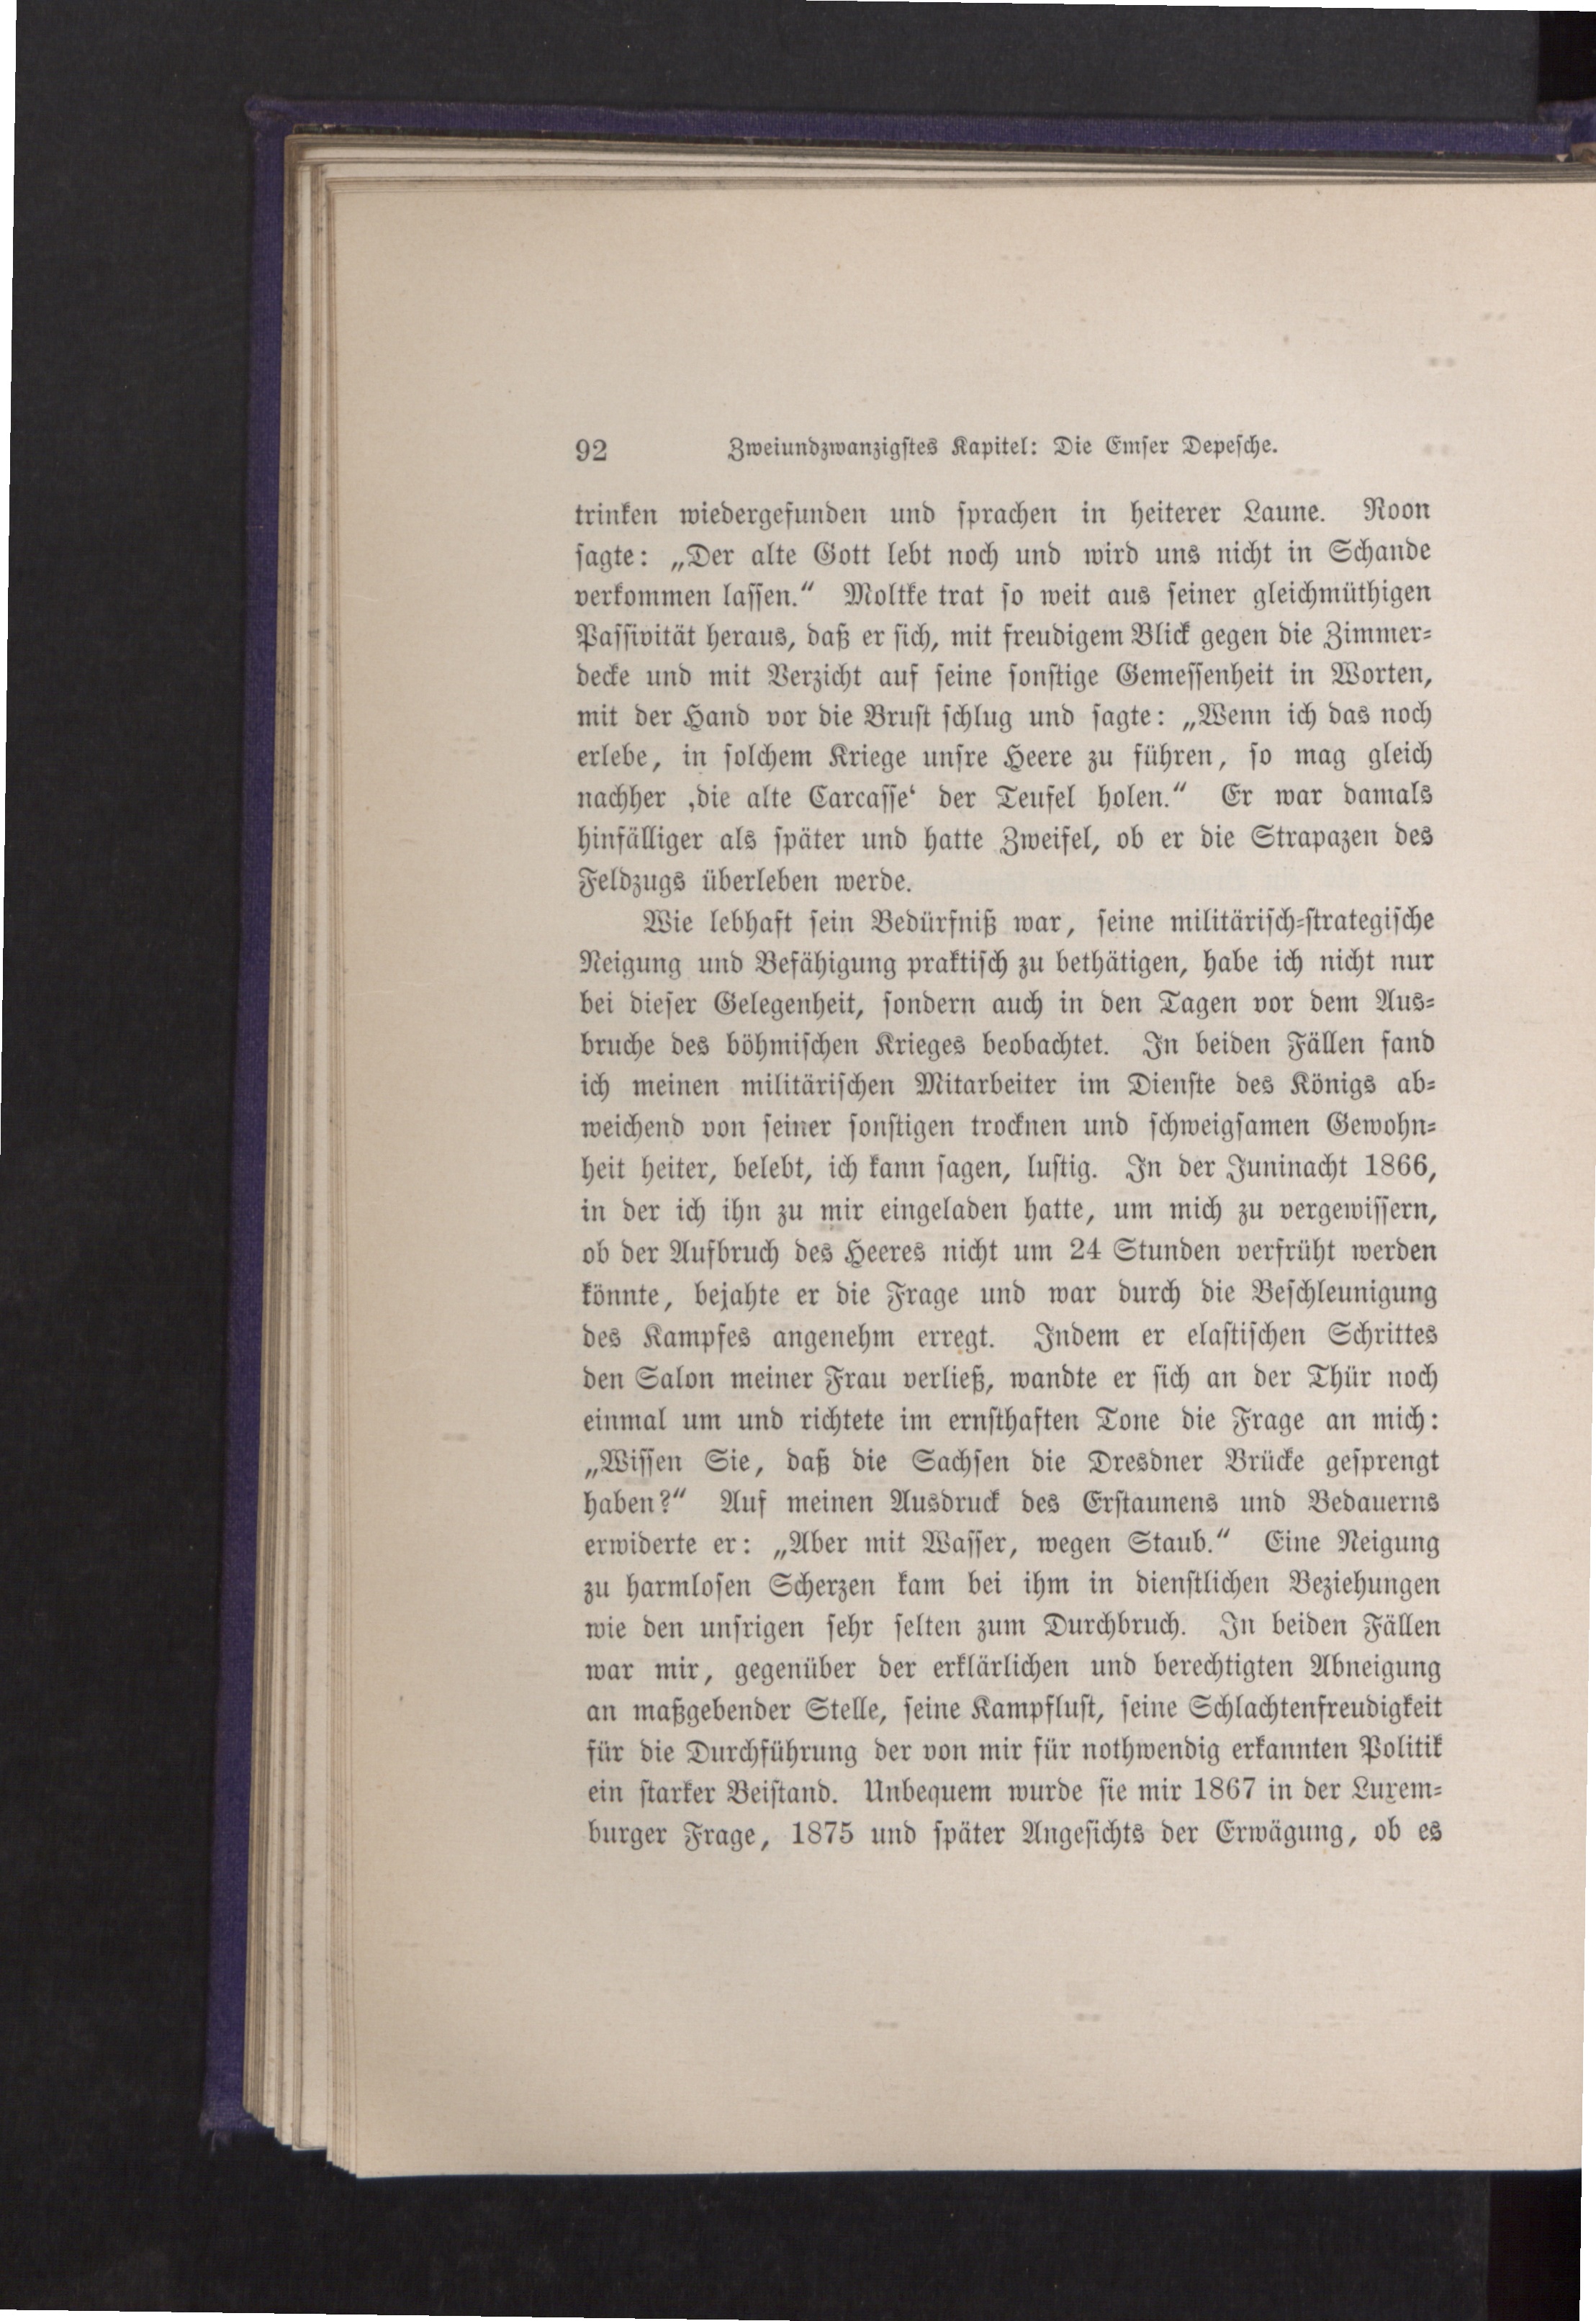 92 Zweiundzwanzigstes Kapitel: Die Emser Depesche.
trinken wiedergefunden und sprachen in heiterer Laune. Roon
sagte: „Der alte Gott lebt noch und wird uns nicht in Schande
verkommen lassen.“ Moltke trat so weit aus seiner gleichmüthigen
Passivität heraus, daß er sich, mit freudigem Blick gegen die Zimmer-
decke und mit Verzicht auf seine sonstige Gemessenheit in Worten,
mit der Hand vor die Brust schlug und sagte: „Wenn ich das noch
erlebe, in solchem Kriege unsre Heere zu führen, so mag gleich
nachher ‚die alte Carcasse‘ der Teufel holen.“ Er war damals
hinfälliger als später und hatte Zweifel, ob er die Strapazen des
Feldzugs überleben werde.
Wie lebhaft sein Bedürfniß war, seine militärisch-strategische
Neigung und Befähigung praktisch zu bethätigen, habe ich nicht nur
bei dieser Gelegenheit, sondern auch in den Tagen vor dem Aus-
bruche des böhmischen Krieges beobachtet. In beiden Fällen fand
ich meinen militärischen Mitarbeiter im Dienste des Königs ab-
weichend von seiner sonstigen trocknen und schweigsamen Gewohn-
heit heiter, belebt, ich kann sagen, lustig. In der Juninacht 1866,
in der ich ihn zu mir eingeladen hatte, um mich zu vergewissern,
ob der Aufbruch des Heeres nicht um 24 Stunden verfrüht werden
könnte, bejahte er die Frage und war durch die Beschleunigung
des Kampfes angenehm erregt. Indem er elastischen Schrittes
den Salon meiner Frau verließ, wandte er sich an der Thür noch
einmal um und richtete im ernsthaften Tone die Frage an mich:
„Wissen Sie, daß die Sachsen die Dresdner Brücke gesprengt
haben?“ Auf meinen Ausdruck des Erstaunens und Bedauerns
erwiderte er: „Aber mit Wasser, wegen Staub.“ Eine Neigung
zu harmlosen Scherzen kam bei ihm in dienstlichen Beziehungen
wie den unsrigen sehr selten zum Durchbruch. In beiden Fällen
war mir, gegenüber der erklärlichen und berechtigten Abneigung
an maßgebender Stelle, seine Kampflust, seine Schlachtenfreudigkeit
für die Durchführung der von mir für nothwendig erkannten Politik
ein starker Beistand. Unbequem wurde sie mir 1867 in der Luxem-
burger Frage, 1875 und später Angesichts der Erwägung, ob es